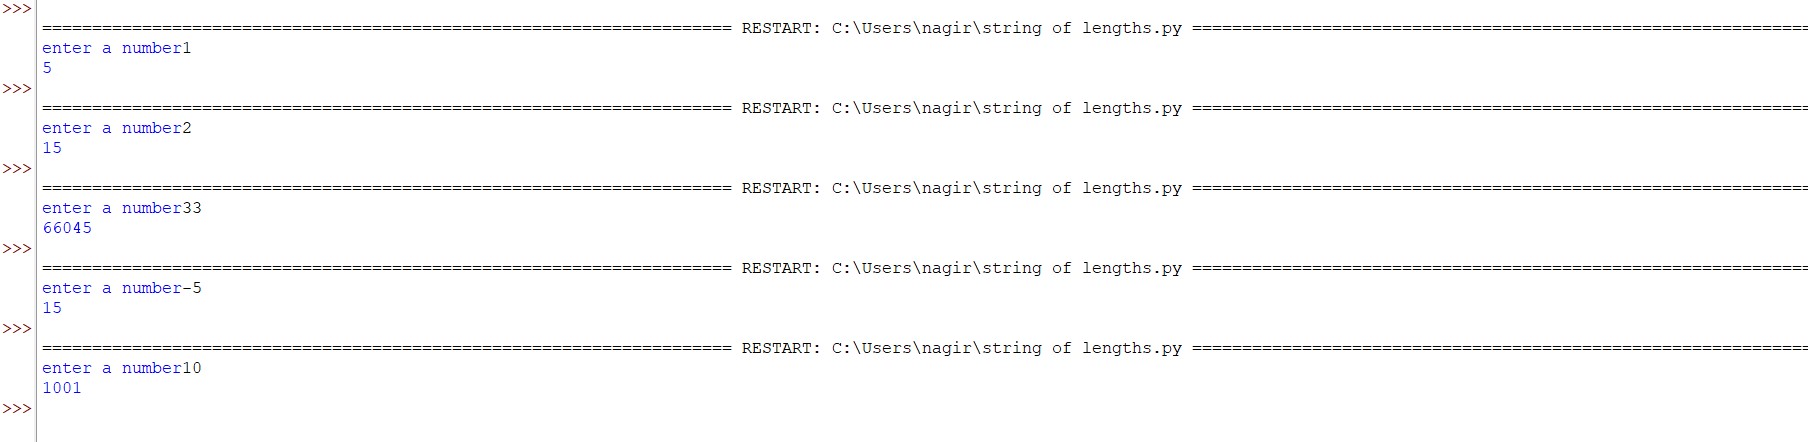 >>>
===================================================================== RESTART: C:\Users\nagir\string of lengths.py ==============================================================
enter a number1
5
>>>
===================================================================== RESTART: C:\Users\nagir\string of lengths.py ==============================================================
enter a number2
15
>>>
===================================================================== RESTART: C:\Users\nagir\string of lengths.py ==============================================================
enter a number33
66045
>>>
===================================================================== RESTART: C:\Users\nagir\string of lengths.py ==============================================================
enter a number-5
15
>>>
===================================================================== RESTART: C:\Users\nagir\string of lengths.py ==============================================================
enter a number10
1001
>>>